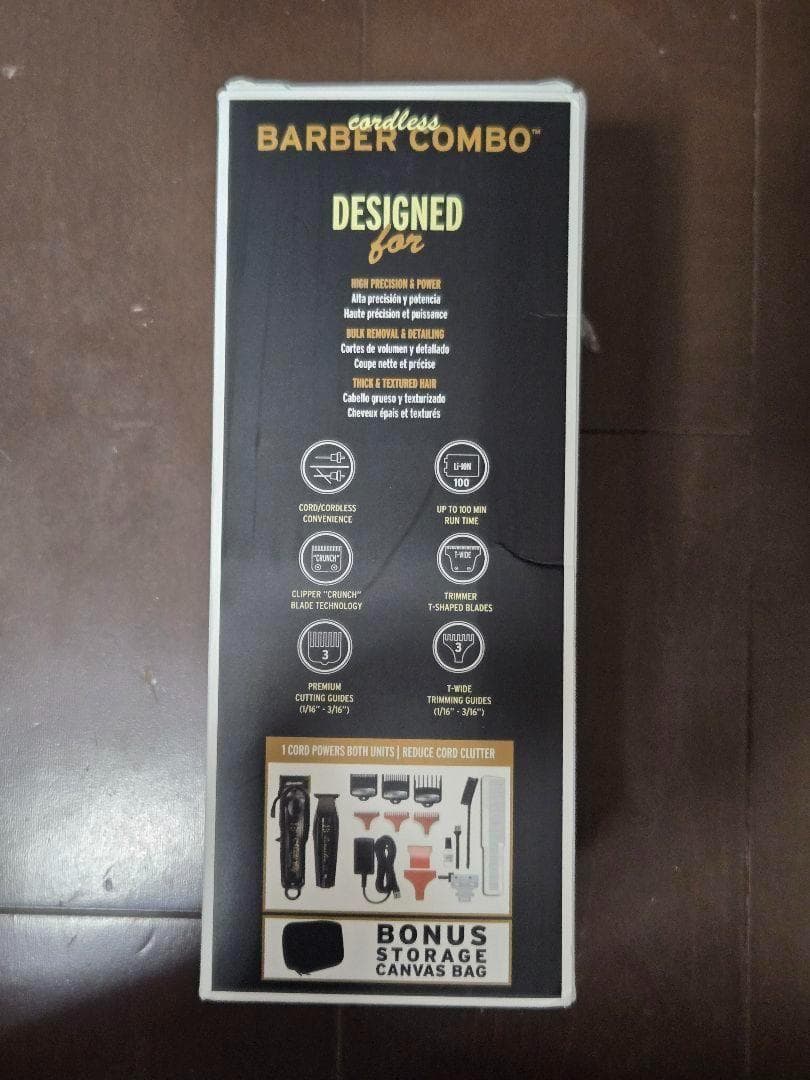 cordless
BARBER COMBO™
DESIGNED
for
HIGH PRECISION & POWER
Alta precisión y potencia
Haute précision et puissance
BULK REMOVAL & DETAILING
Cortes de volumen y detallado
Coupe nette et précise
THICK & TEXTURED HAIR
Cabello grueso y texturizado
Cheveux épais et texturés
Li-ION
100
CORD/CORDLESS
CONVENIENCE
UP TO 100 MIN
RUN TIME
"CRUNCH"
T-WIDE
CLIPPER "CRUNCH"
BLADE TECHNOLOGY
TRIMMER
T-SHAPED BLADES
3
3
PREMIUM
CUTTING GUIDES
(1/16" - 3/16")
T-WIDE
TRIMMING GUIDES
(1/16" - 3/16")
1 CORD POWERS BOTH UNITS | REDUCE CORD CLUTTER
BONUS
STORAGE
CANVAS BAG